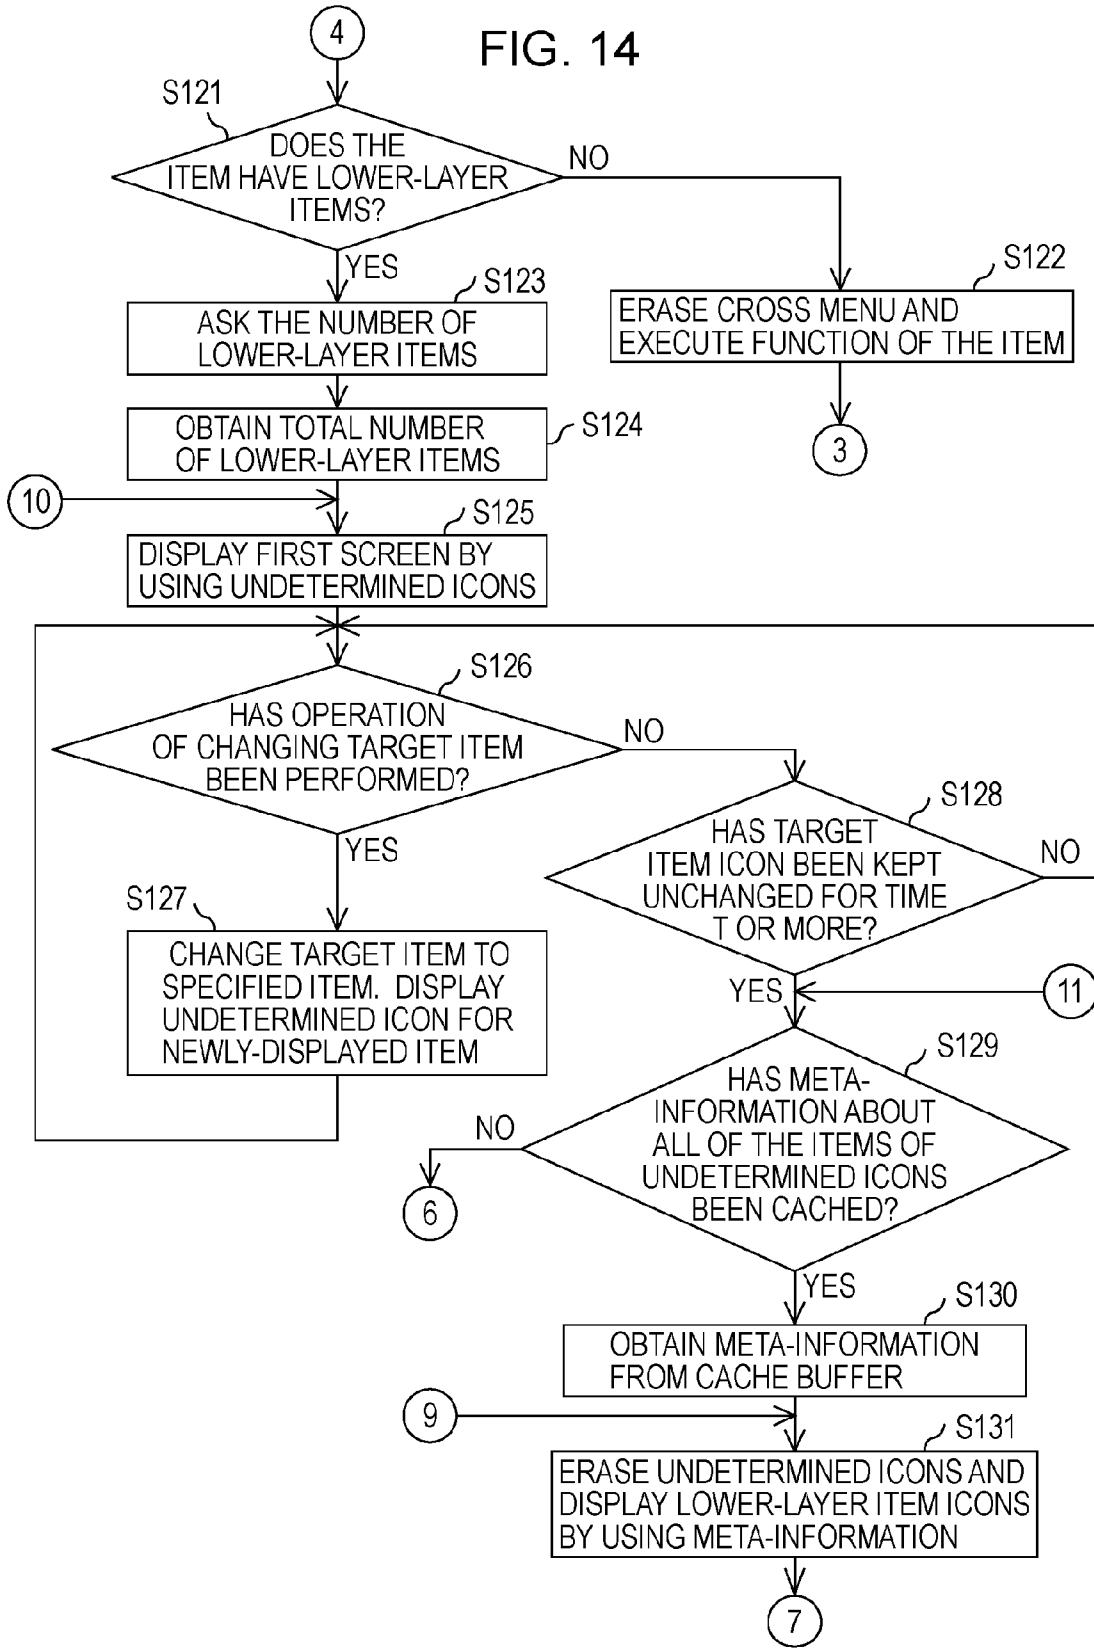 4
FIG. 14
S121
DOES THE
ITEM HAVE LOWER-LAYER
ITEMS?
NO
YES
S122
ERASE CROSS MENU AND
EXECUTE FUNCTION OF THE ITEM
3
S123
ASK THE NUMBER OF
LOWER-LAYER ITEMS
S124
OBTAIN TOTAL NUMBER
OF LOWER-LAYER ITEMS
10
S125
DISPLAY FIRST SCREEN BY
USING UNDETERMINED ICONS
S126
HAS OPERATION
OF CHANGING TARGET ITEM
BEEN PERFORMED?
NO
YES
S127
CHANGE TARGET ITEM TO
SPECIFIED ITEM. DISPLAY
UNDETERMINED ICON FOR
NEWLY-DISPLAYED ITEM
S128
HAS TARGET
ITEM ICON BEEN KEPT
UNCHANGED FOR TIME
T OR MORE?
NO
YES
11
S129
HAS META-
INFORMATION ABOUT
ALL OF THE ITEMS OF
UNDETERMINED ICONS
BEEN CACHED?
NO
6
YES
S130
OBTAIN META-INFORMATION
FROM CACHE BUFFER
9
S131
ERASE UNDETERMINED ICONS AND
DISPLAY LOWER-LAYER ITEM ICONS
BY USING META-INFORMATION
7